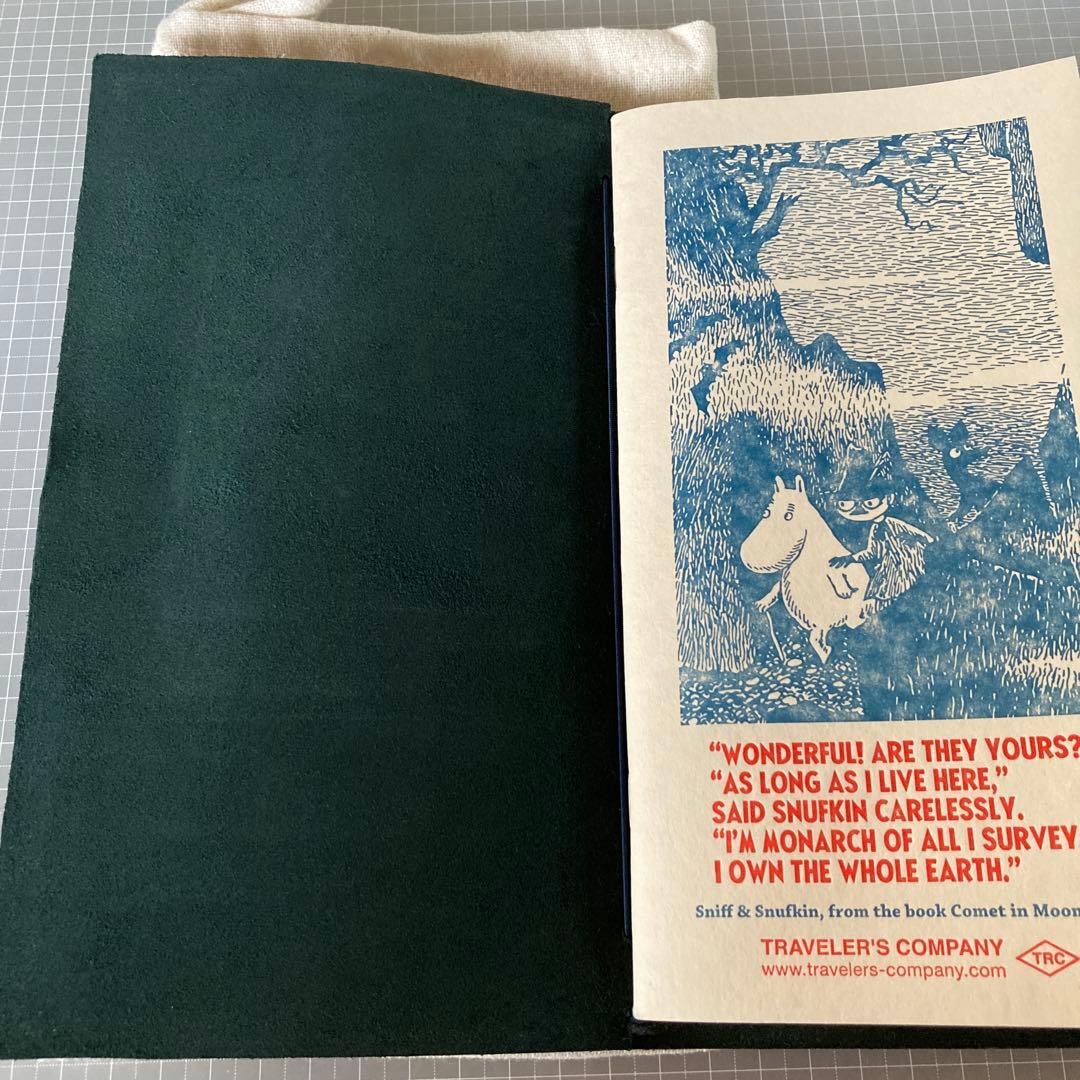 “WONDERFUL! ARE THEY YOURS?
“AS LONG AS I LIVE HERE,”
SAID SNUFKIN CARELESSLY.
“I’M MONARCH OF ALL I SURVEY
I OWN THE WHOLE EARTH.”
Sniff & Snufkin, from the book Comet in Moon
TRAVELER'S COMPANY
TRC
www.travelers-company.com